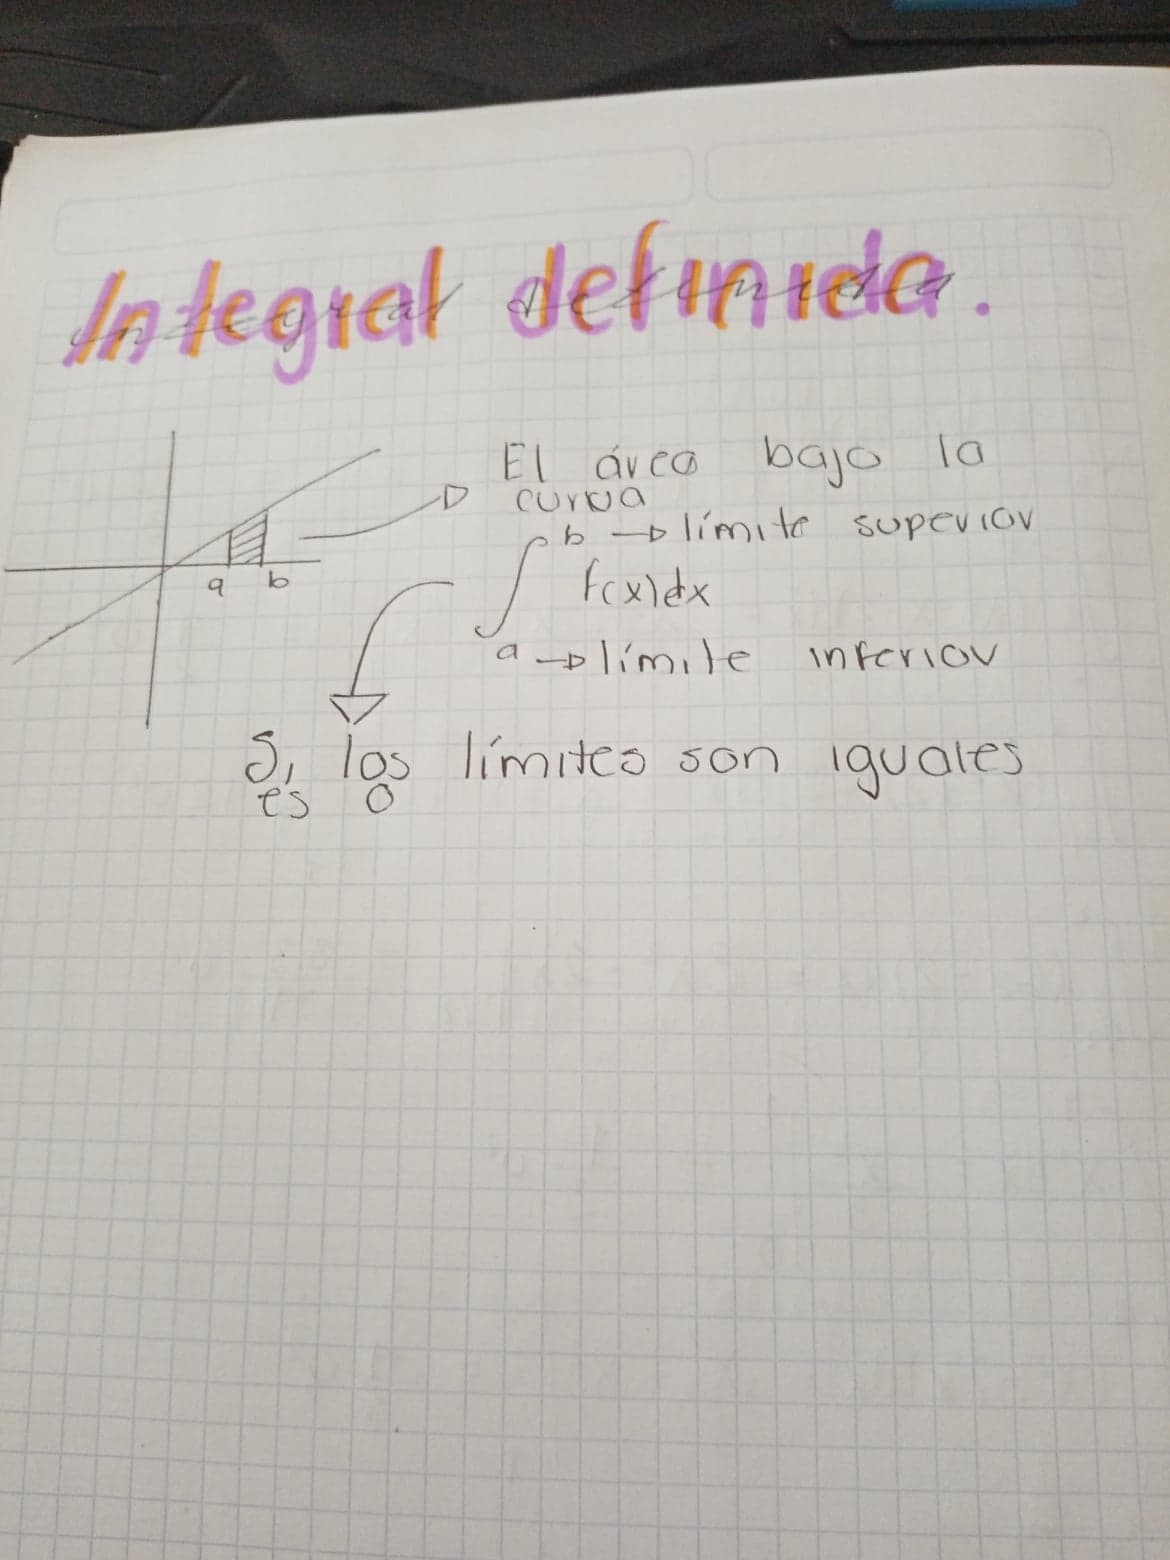 Integral definida.
El área bajo la
curva
b → límite superior
∫ f(x)dx
a → límite inferior
a b
Si los límites son iguales
es 0